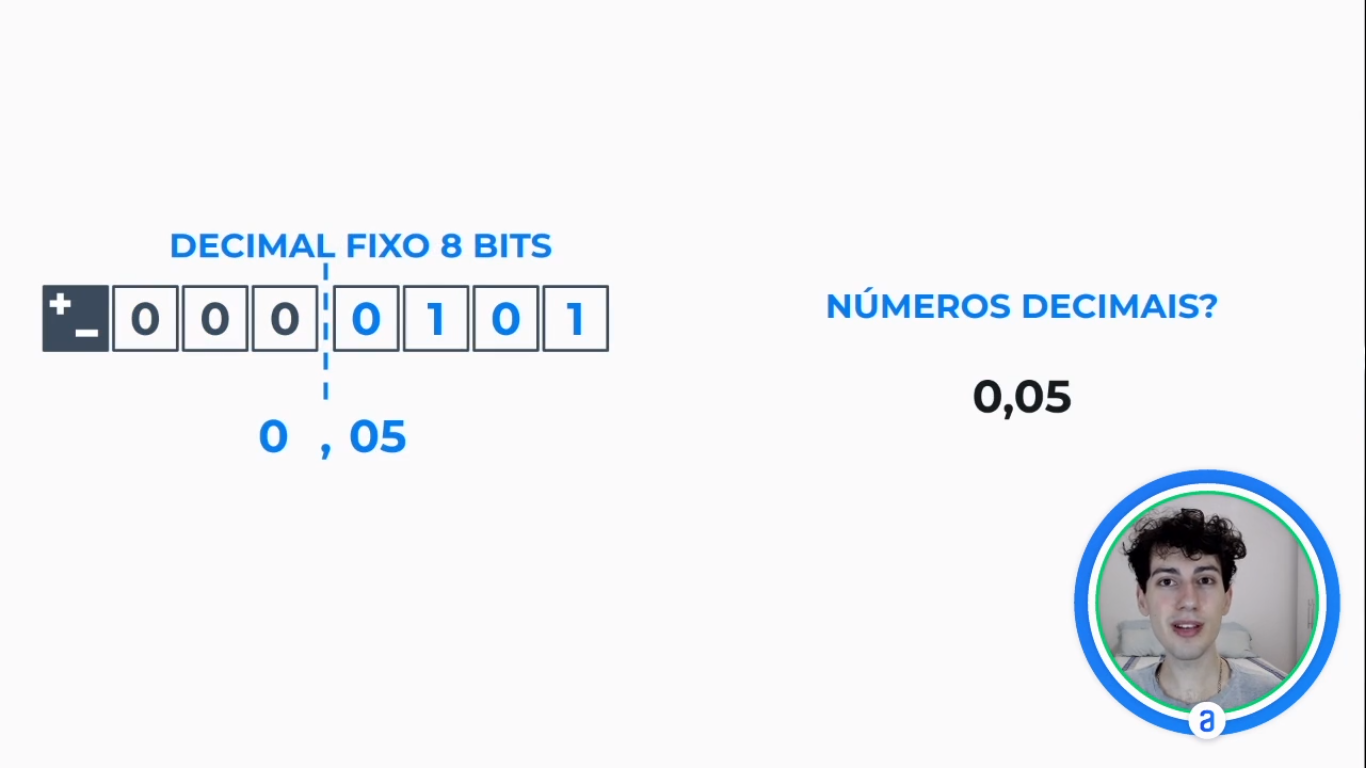 DECIMAL FIXO 8 BITS
+ − 0 0 0 0 1 0 1
0 , 05
NÚMEROS DECIMAIS?
0,05
a